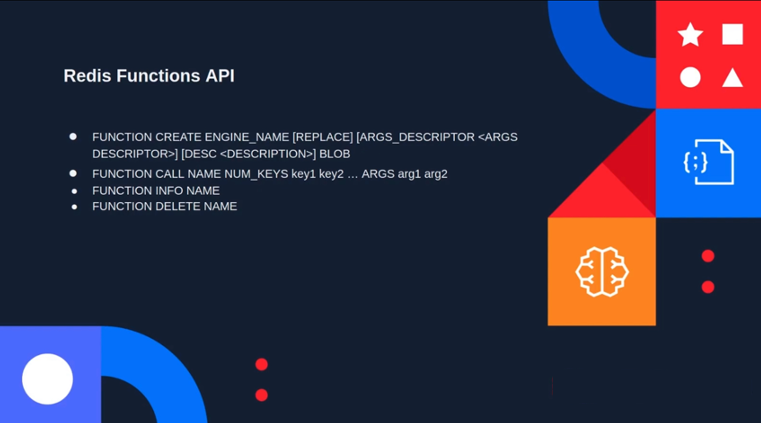 Redis Functions API
● FUNCTION CREATE ENGINE_NAME [REPLACE] [ARGS_DESCRIPTOR <ARGS
DESCRIPTOR>] [DESC <DESCRIPTION>] BLOB
● FUNCTION CALL NAME NUM_KEYS key1 key2 … ARGS arg1 arg2
● FUNCTION INFO NAME
● FUNCTION DELETE NAME
{;}